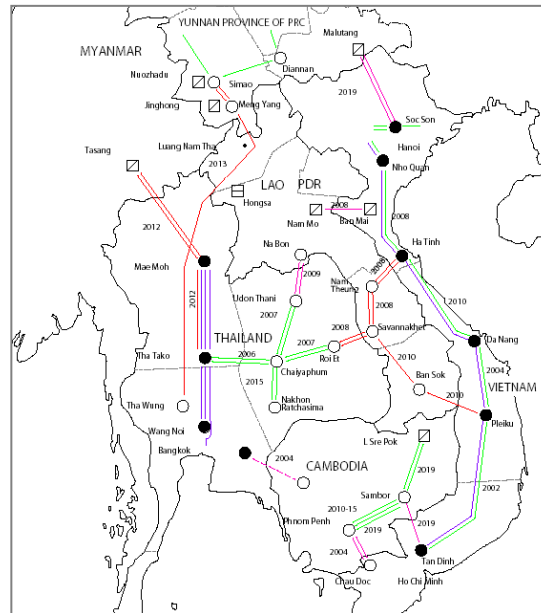 YUNNAN PROVINCE OF PRC
Malutang
MYANMAR
Nuozhadu
Simao
Diannan
2019
Jinghong
Meng Yang
Soc Son
Luang Nam Tha
Hanoi
Tasang
2013
Nho Quan
LAO PDR
Hongsa
2008
2008
2012
Nam Mo
Ban Mai
Na Bon
Ha Tinh
Mae Moh
2008
2009
Nam
Theun2
2012
Udon Thani
2008
2010
2007
THAILAND
2007
2008
Savannakhet
Da Nang
2006
Tha Tako
Roi Et
2004
Chaiyaphum
2010
VIETNAM
2015
Ban Sok
2010
Tha Wung
Nakhon
Ratchasima
Pleiku
Wang Noi
L Sre Pok
Bangkok
2004
CAMBODIA
2019
Sambor
2010-15
2002
Phnom Penh
2019
2019
2004
Tan Dinh
Chau Doc
Ho Chi Minh